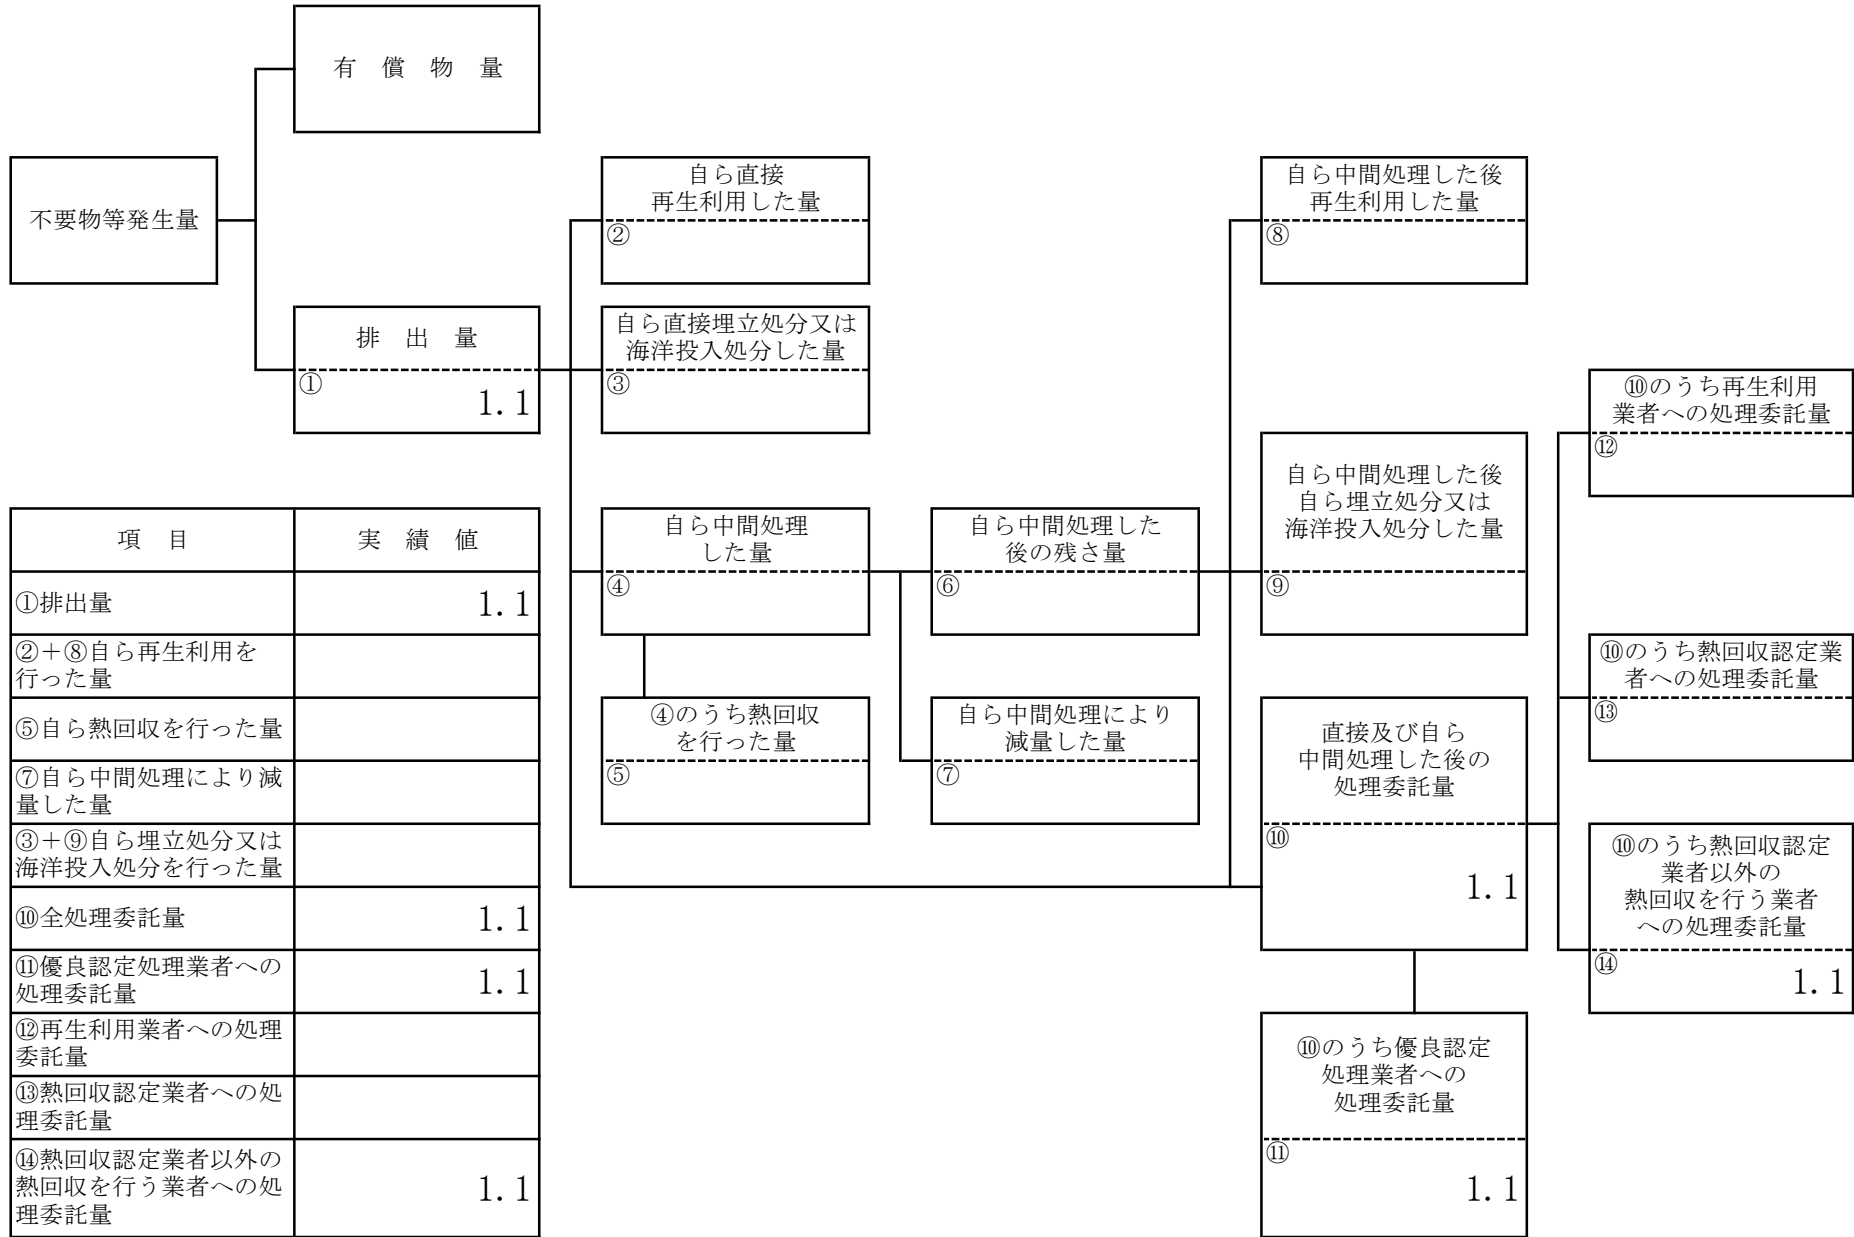 有　償　物　量
不要物等発生量
排　出　量
①
1.1
自ら直接
再生利用した量
②
自ら直接埋立処分又は
海洋投入処分した量
③
自ら中間処理
した量
④
④のうち熱回収
を行った量
⑤
自ら中間処理した
後の残さ量
⑥
自ら中間処理により
減量した量
⑦
自ら中間処理した後
再生利用した量
⑧
自ら中間処理した後
自ら埋立処分又は
海洋投入処分した量
⑨
直接及び自ら
中間処理した後の
処理委託量
⑩
1.1
⑩のうち優良認定
処理業者への
処理委託量
⑪
1.1
⑩のうち再生利用
業者への処理委託量
⑫
⑩のうち熱回収認定業
者への処理委託量
⑬
⑩のうち熱回収認定
業者以外の
熱回収を行う業者
への処理委託量
⑭
1.1
項　目　実　績　値
①排出量　1.1
②＋⑧自ら再生利用を
行った量
⑤自ら熱回収を行った量
⑦自ら中間処理により減
量した量
③＋⑨自ら埋立処分又は
海洋投入処分を行った量
⑩全処理委託量　1.1
⑪優良認定処理業者への
処理委託量　1.1
⑫再生利用業者への処理
委託量
⑬熱回収認定業者への処
理委託量
⑭熱回収認定業者以外の
熱回収を行う業者への処
理委託量　1.1